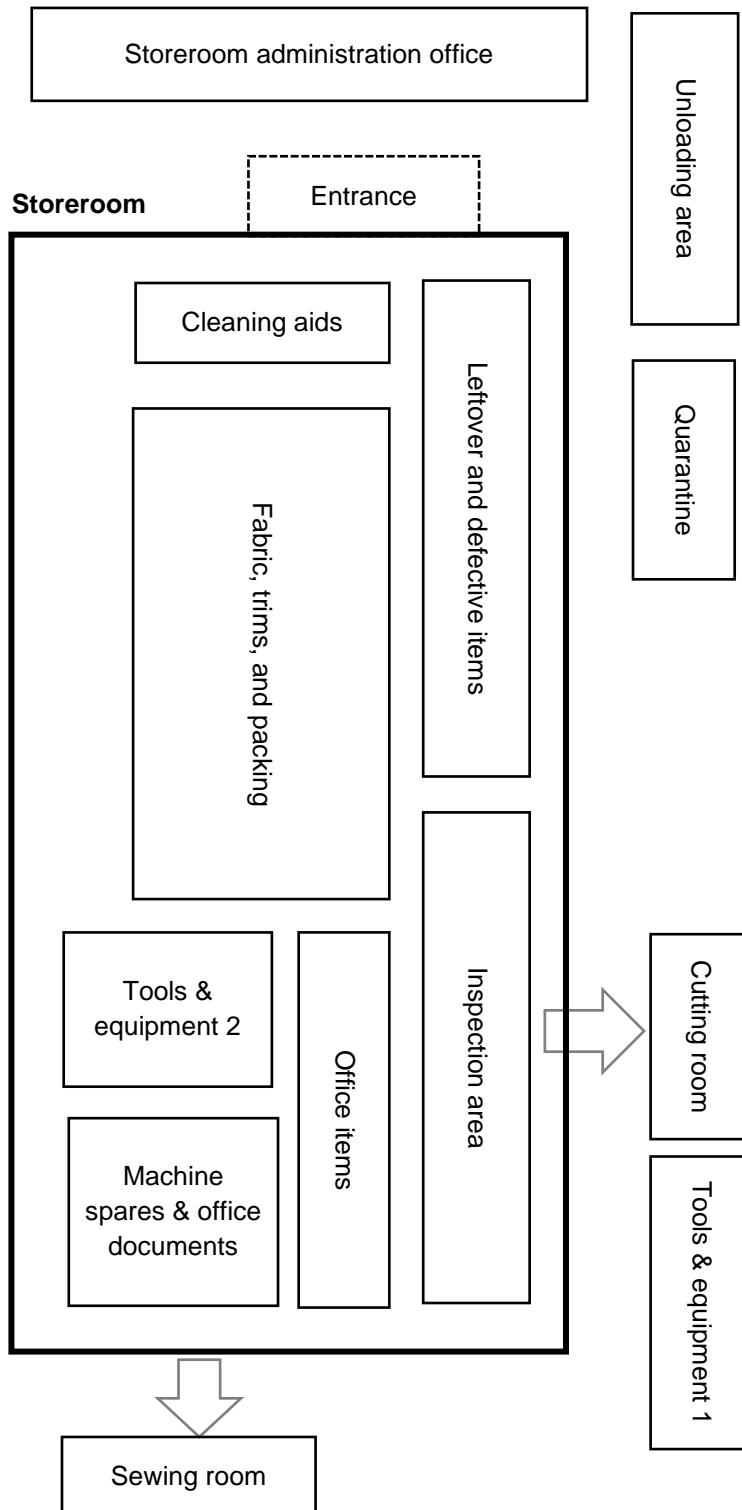 Storeroom administration office
Unloading area
Entrance
Storeroom
Cleaning aids
Leftover and defective items
Quarantine
Fabric, trims, and packing
Tools &
equipment 2
Office items
Inspection area
Cutting room
Machine
spares & office
documents
Tools & equipment 1
Sewing room